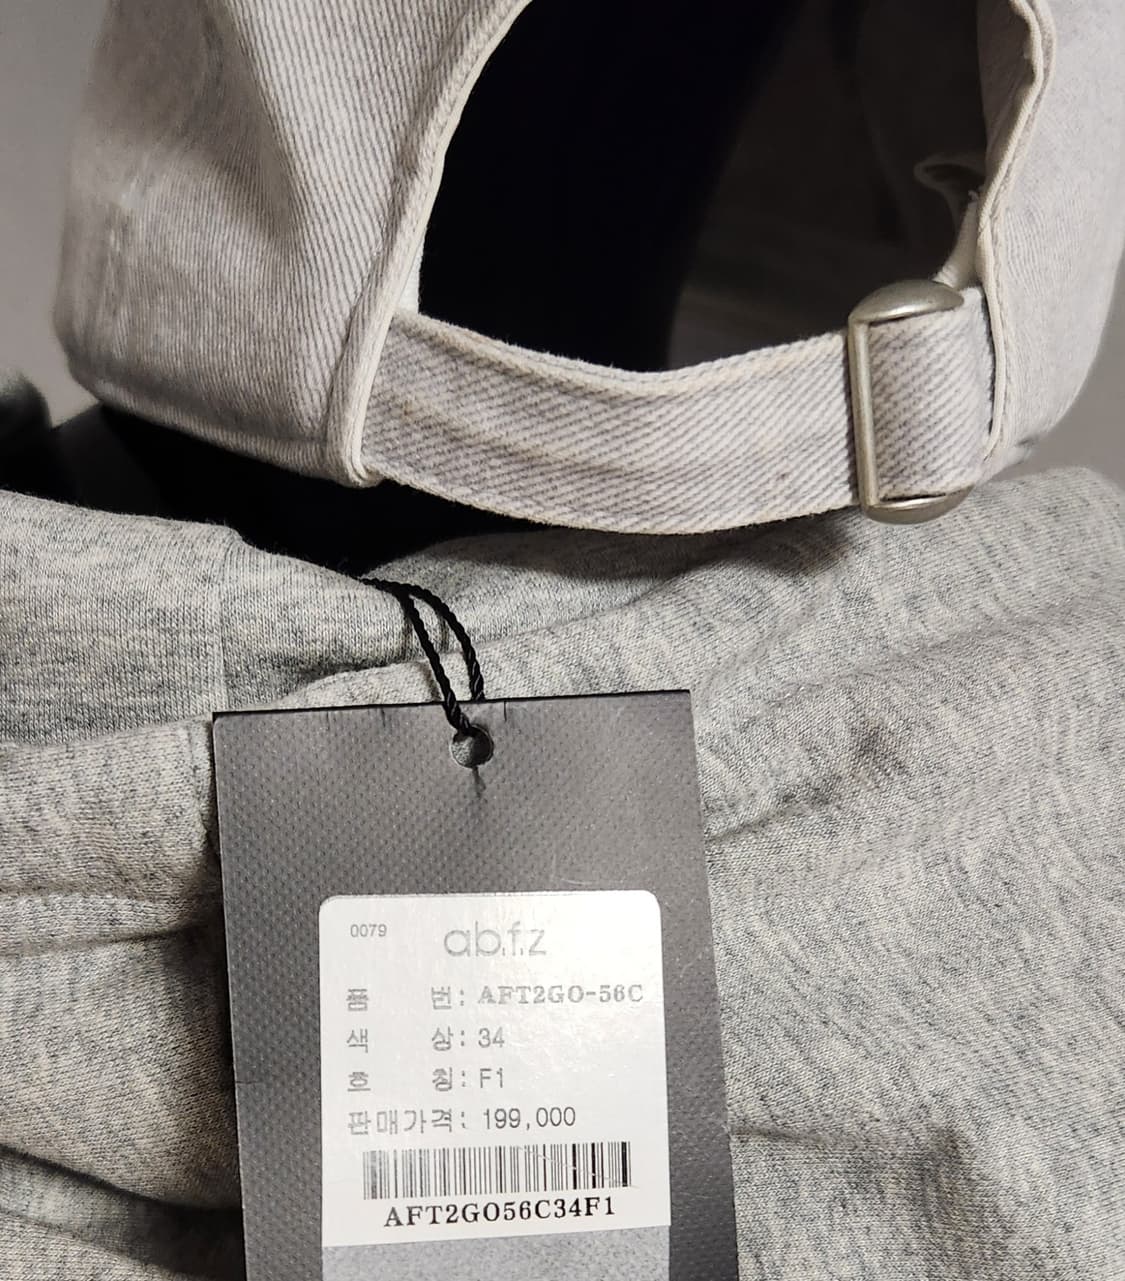 0079
ab.f.z
품 번: AFT2GO-56C
색 상: 34
호 칭: F1
판매가격: 199,000
AFT2GO56C34F1